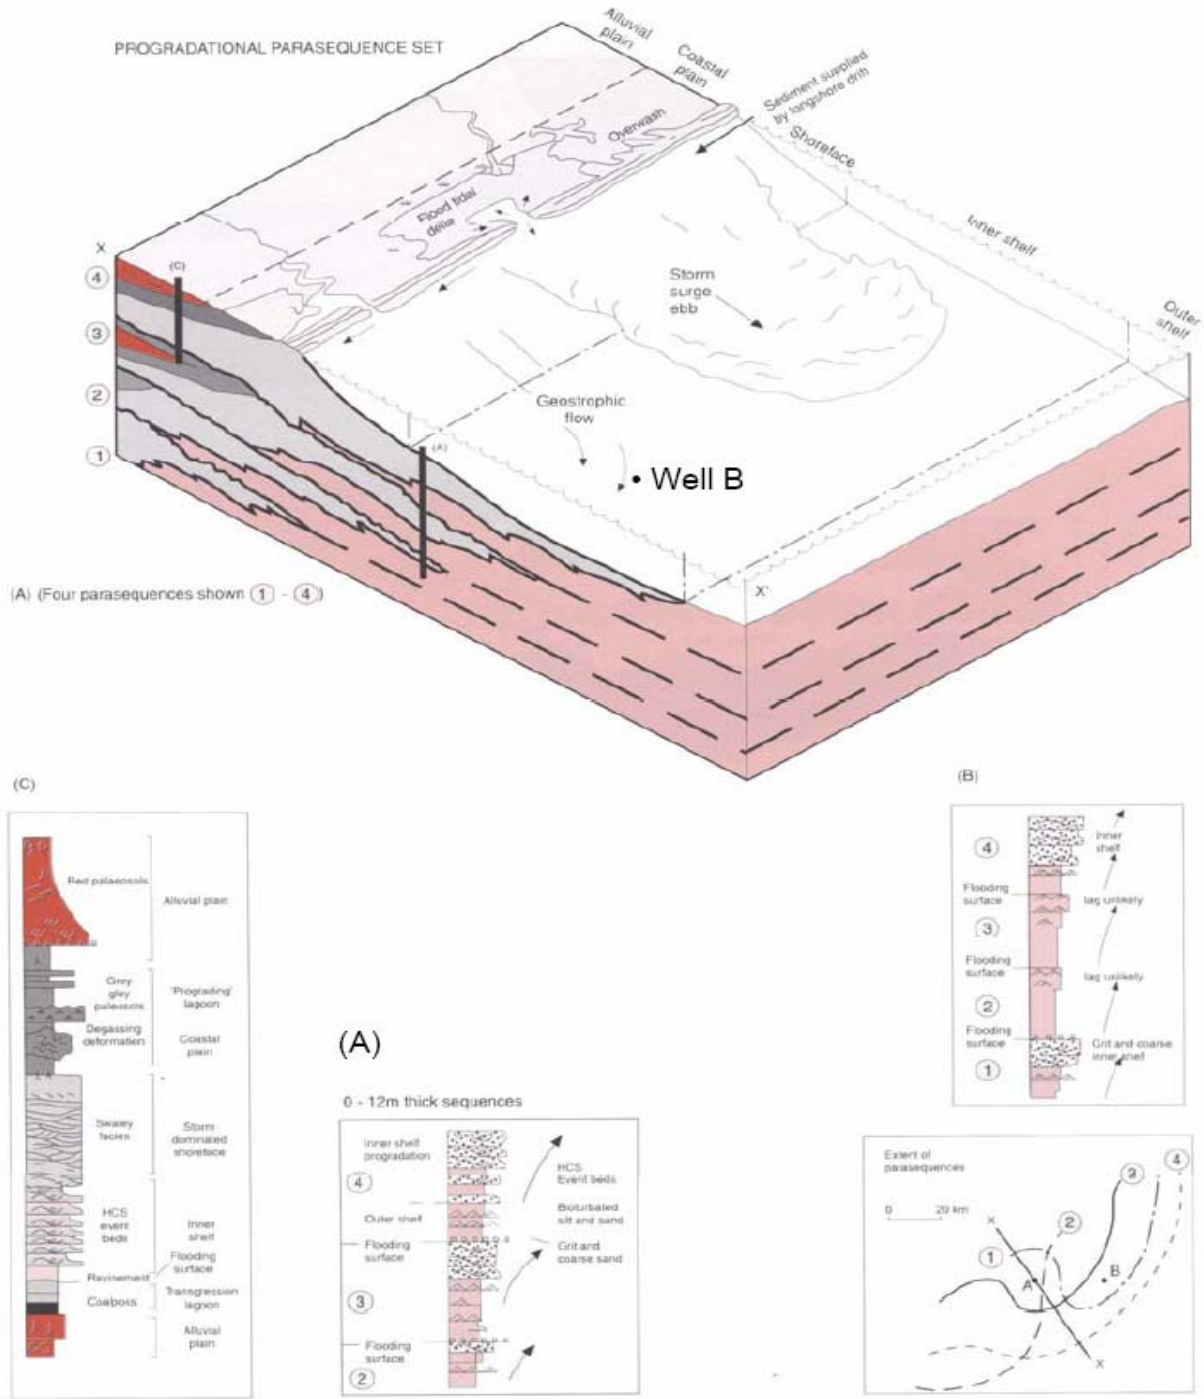 PROGRADATIONAL PARASEQUENCE SET
Alluvial
plain
Coastal
plain
Sediment supplied
by longshore drift
Shoreface
Inner shelf
Outer
shelf
Overwash
Flood tidal
delta
Storm
surge
ebb
Geostrophic
flow
• Well B
X
(C)
4
3
2
1
(A)
X'
(A) (Four parasequences shown 1 - 4)
(C)
Red palaeosols
Alluvial plain
Grey
gley
paleosols
'Prograding'
lagoon
Degassing
deformation
Coastal
plain
Swaley
facies
Storm
dominated
shoreface
HCS
event
beds
Inner
shelf
Flooding
surface
Ravinement
Coalposs
Transgression
lagoon
Alluvial
plain
(A)
0 - 12m thick sequences
Inner shelf
progradation
4
HCS
Event beds
Outer shelf
Bioturbated
silt and sand
Flooding
surface
Grit and
coarse sand
3
Flooding
surface
2
(B)
4
Inner
shelf
Flooding
surface
lag unlikely
3
Flooding
surface
lag unlikely
2
Flooding
surface
Grit and coarse
inner shelf
1
Extent of
parasequences
0 20 km
X
1
2
3
4
A
B
X